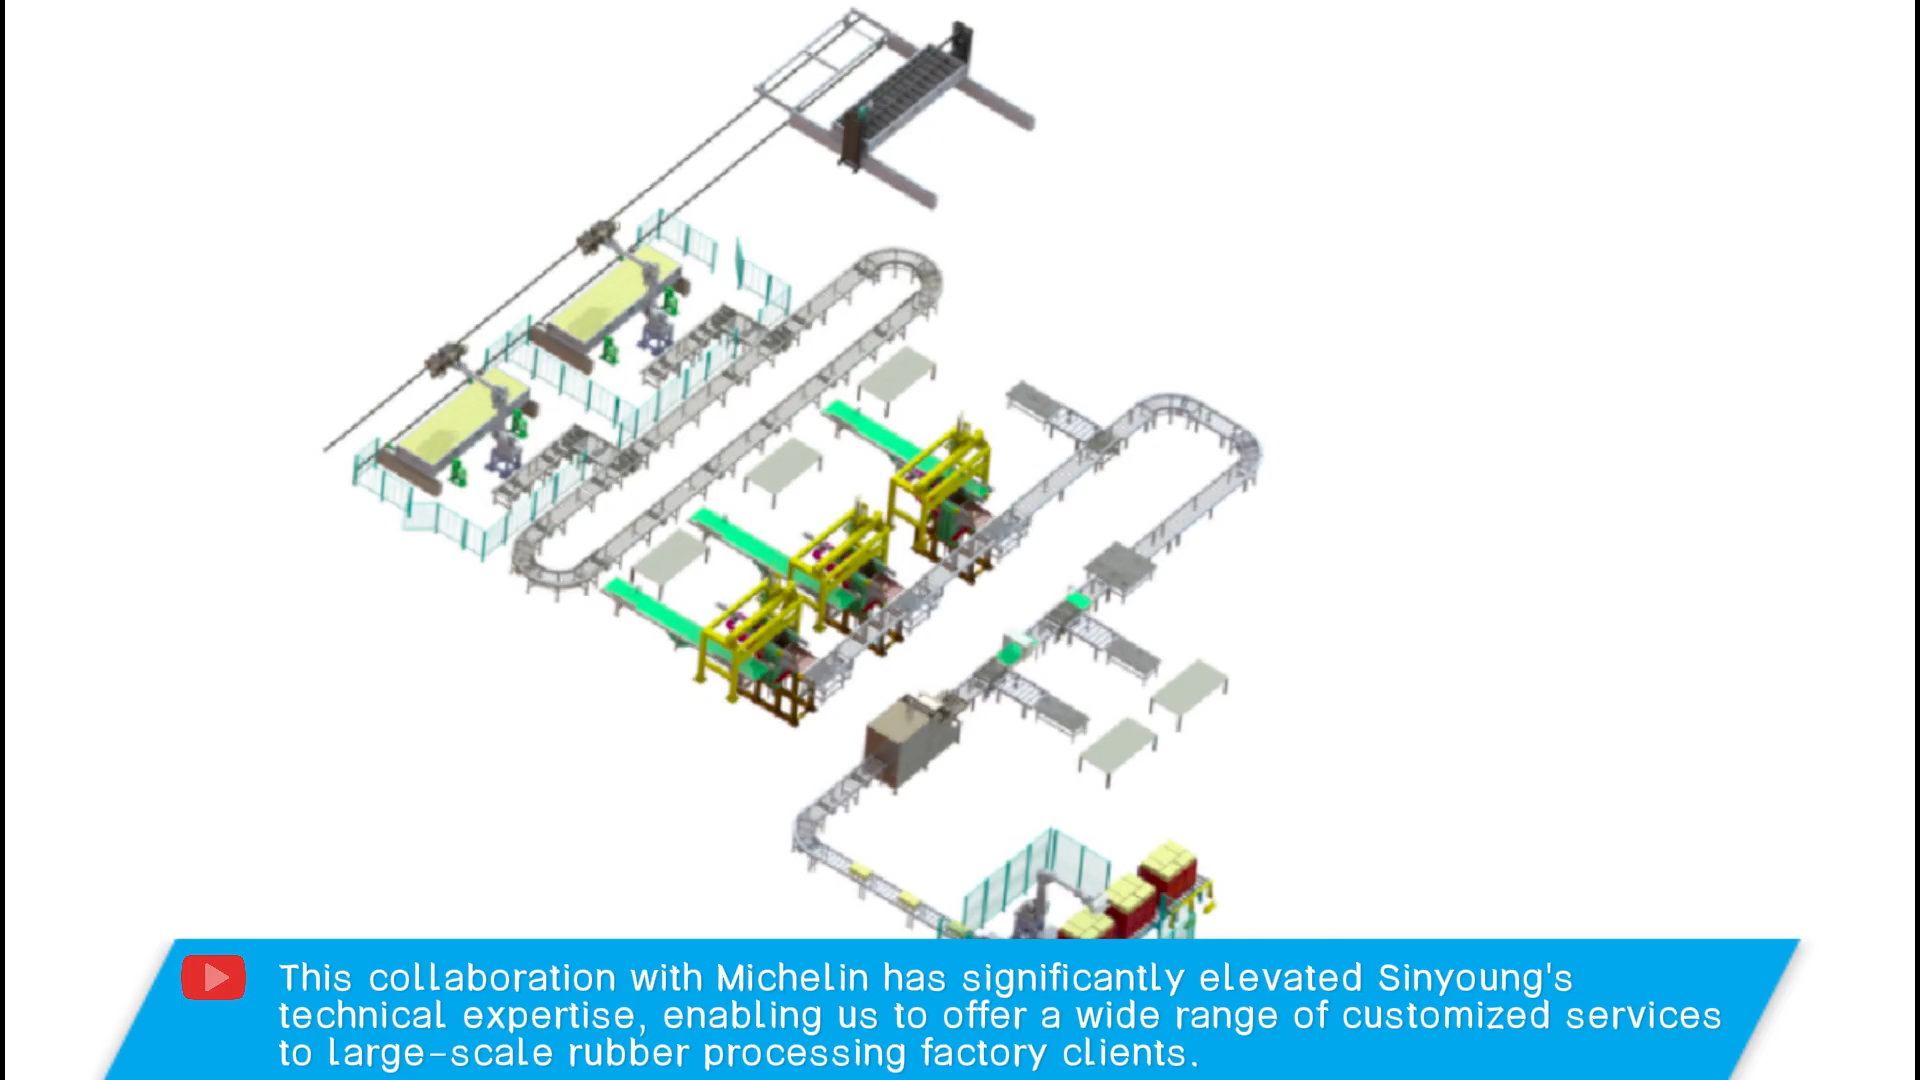 This collaboration with Michelin has significantly elevated Sinyoung's
technical expertise, enabling us to offer a wide range of customized services
to large-scale rubber processing factory clients.